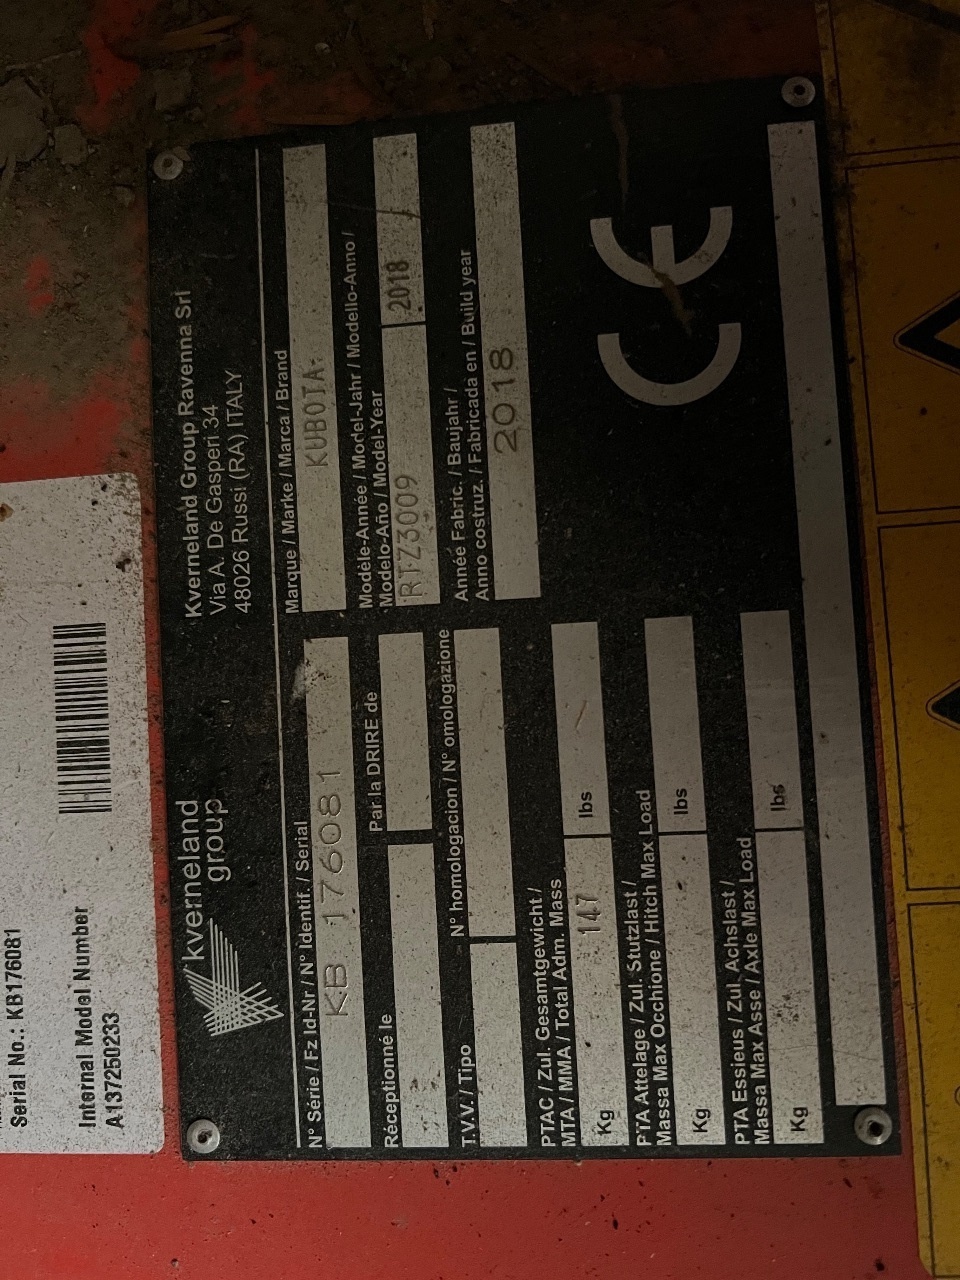 Serial No.: KB176081
Internal Model Number
A137250233
kverneland
group
Kverneland Group Ravenna Srl
Via A. De Gasperi 34
48026 Russi (RA) ITALY
N° Série / Fz Id-Nr / N° Identif. / Serial
KB 176081
Marque / Marke / Marca / Brand
KUBOTA
Réceptionné le
Par la DRIRE de
Modèle-Année / Model-Jahr / Modello-Anno /
Modelo-Año / Model-Year
RTZ3009
2018
T.V.V. / Tipo
N° homologacion / N° omologazione
Année Fabric. / Baujahr /
Anno costruz. / Fabricada en / Build year
2018
PTAC / Zul. Gesamtgewicht /
MTA / MMA / Total Adm. Mass
Kg 147 lbs
PTA Attelage / Zul. Stutzlast /
Massa Max Occhione / Hitch Max Load
Kg lbs
PTA Essieus / Zul. Achslast /
Massa Max Asse / Axle Max Load
Kg lbs
CE